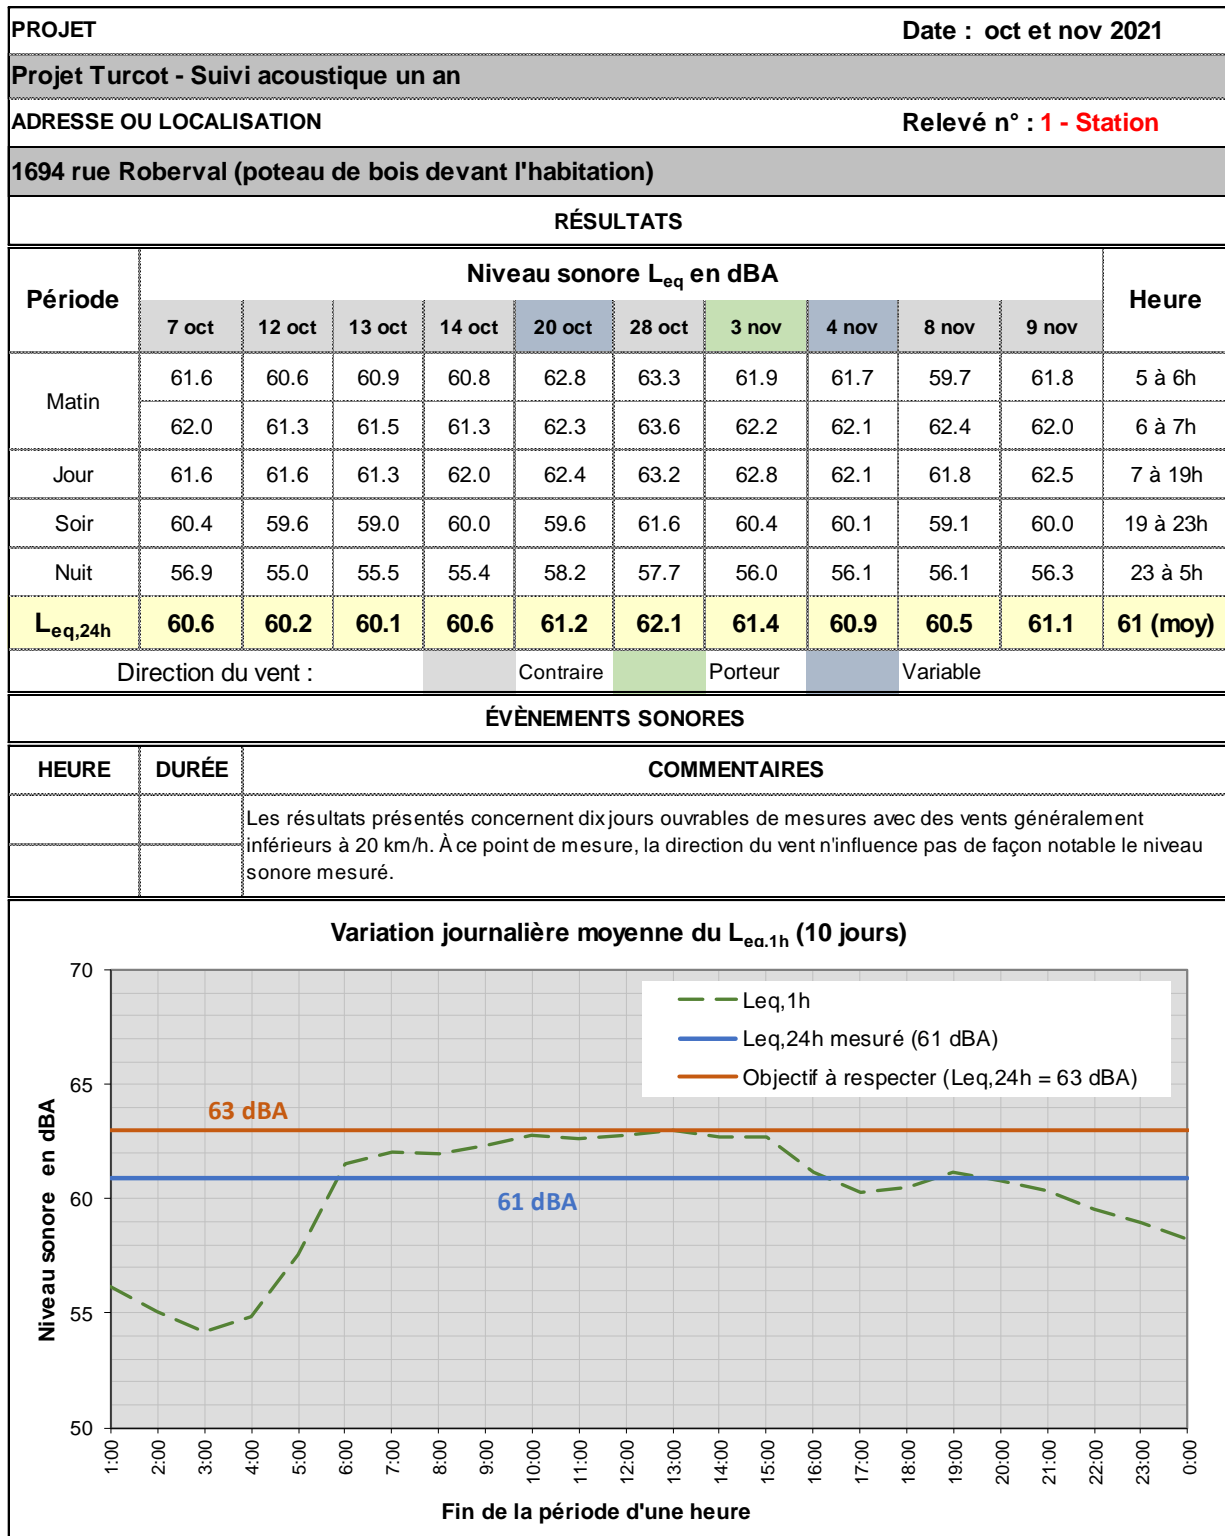 PROJET Date : oct et nov 2021
Projet Turcot - Suivi acoustique un an
ADRESSE OU LOCALISATION Relevé n° : 1 - Station
1694 rue Roberval (poteau de bois devant l'habitation)
RÉSULTATS
Période Niveau sonore Leq en dBA Heure
7 oct 12 oct 13 oct 14 oct 20 oct 28 oct 3 nov 4 nov 8 nov 9 nov
Matin 61.6 60.6 60.9 60.8 62.8 63.3 61.9 61.7 59.7 61.8 5 à 6h
62.0 61.3 61.5 61.3 62.3 63.6 62.2 62.1 62.4 62.0 6 à 7h
Jour 61.6 61.6 61.3 62.0 62.4 63.2 62.8 62.1 61.8 62.5 7 à 19h
Soir 60.4 59.6 59.0 60.0 59.6 61.6 60.4 60.1 59.1 60.0 19 à 23h
Nuit 56.9 55.0 55.5 55.4 58.2 57.7 56.0 56.1 56.1 56.3 23 à 5h
Leq,24h 60.6 60.2 60.1 60.6 61.2 62.1 61.4 60.9 60.5 61.1 61 (moy)
Direction du vent : Contraire Porteur Variable
ÉVÈNEMENTS SONORES
HEURE DURÉE COMMENTAIRES
Les résultats présentés concernent dix jours ouvrables de mesures avec des vents généralement
inférieurs à 20 km/h. À ce point de mesure, la direction du vent n'influence pas de façon notable le niveau
sonore mesuré.
Variation journalière moyenne du Leq,1h (10 jours)
70
65
60
55
50
Niveau sonore en dBA
Leq,1h
Leq,24h mesuré (61 dBA)
Objectif à respecter (Leq,24h = 63 dBA)
63 dBA
61 dBA
1:00 2:00 3:00 4:00 5:00 6:00 7:00 8:00 9:00 10:00 11:00 12:00 13:00 14:00 15:00 16:00 17:00 18:00 19:00 20:00 21:00 22:00 23:00 0:00
Fin de la période d'une heure